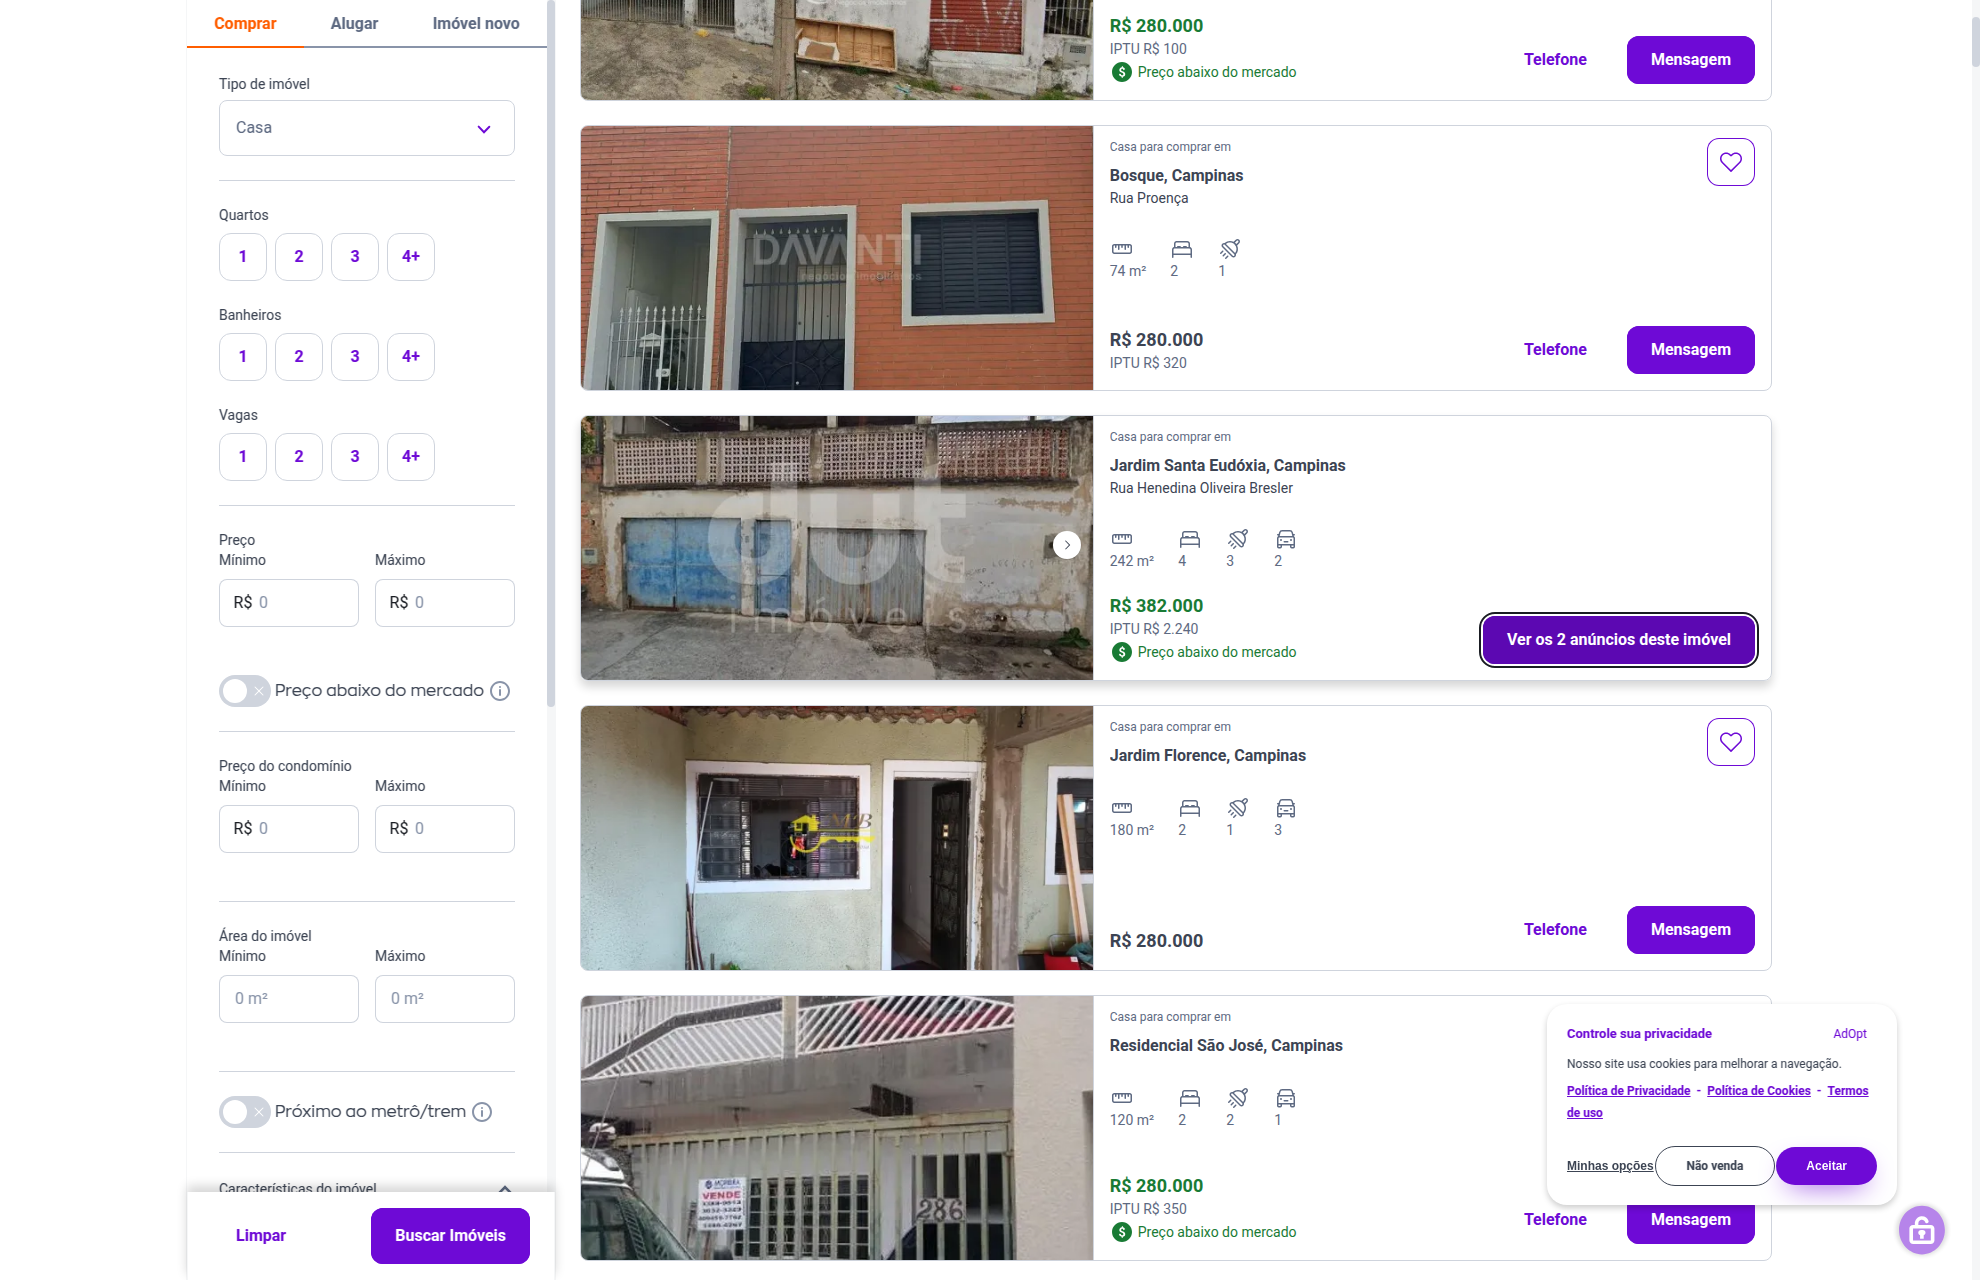 Comprar
Alugar
Imóvel novo
Tipo de imóvel
Casa
Quartos
1 2 3 4+
Banheiros
1 2 3 4+
Vagas
1 2 3 4+
Preço
Mínimo Máximo
R$ 0 R$ 0
Preço abaixo do mercado
Preço do condomínio
Mínimo Máximo
R$ 0 R$ 0
Área do imóvel
Mínimo Máximo
0 m² 0 m²
Próximo ao metrô/trem
Características do imóvel
Limpar
Buscar Imóveis
R$ 280.000
IPTU R$ 100
Preço abaixo do mercado
Telefone
Mensagem
DAVANTI
negócios imobiliários
Casa para comprar em
Bosque, Campinas
Rua Proença
74 m² 2 1
R$ 280.000
IPTU R$ 320
Telefone
Mensagem
dut
imóveis
Casa para comprar em
Jardim Santa Eudóxia, Campinas
Rua Henedina Oliveira Bresler
242 m² 4 3 2
R$ 382.000
IPTU R$ 2.240
Preço abaixo do mercado
Ver os 2 anúncios deste imóvel
Casa para comprar em
Jardim Florence, Campinas
180 m² 2 1 3
R$ 280.000
Telefone
Mensagem
VENDE
286
Casa para comprar em
Residencial São José, Campinas
120 m² 2 2 1
R$ 280.000
IPTU R$ 350
Preço abaixo do mercado
Telefone
Mensagem
Controle sua privacidade
AdOpt
Nosso site usa cookies para melhorar a navegação.
Política de Privacidade - Política de Cookies - Termos
de uso
Minhas opções
Não venda
Aceitar